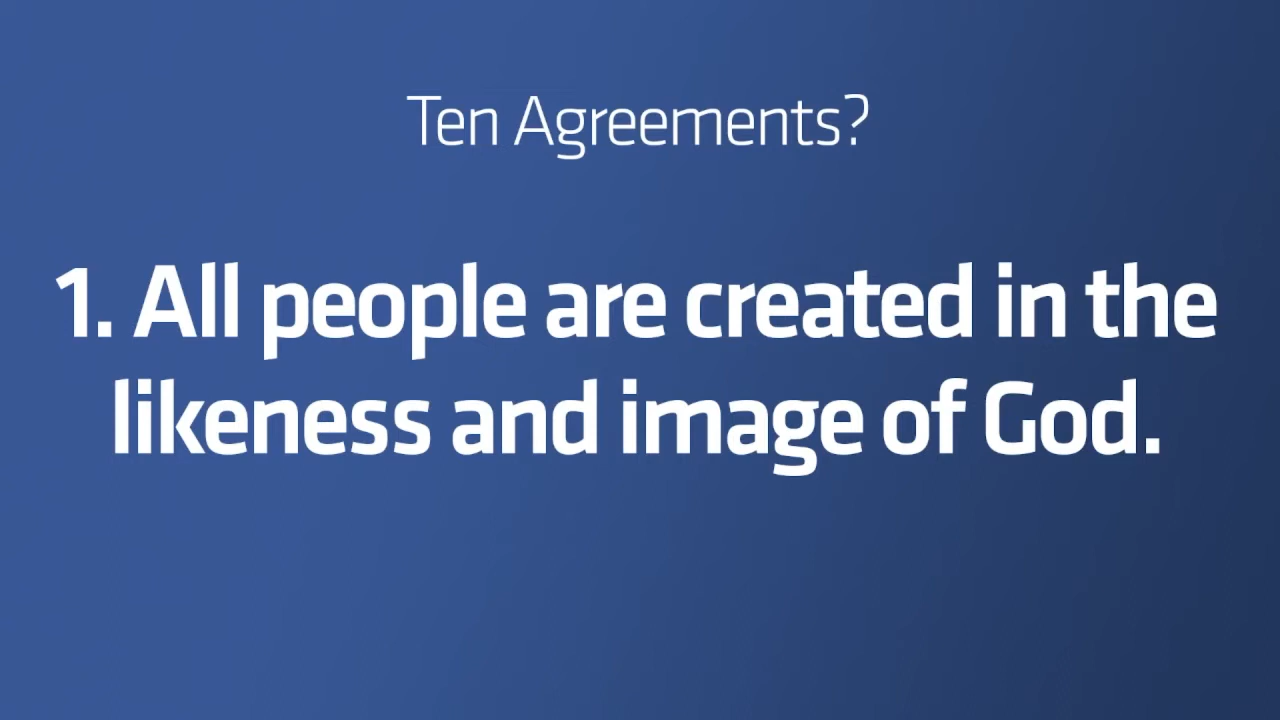 Ten Agreements?
1. All people are created in the
likeness and image of God.